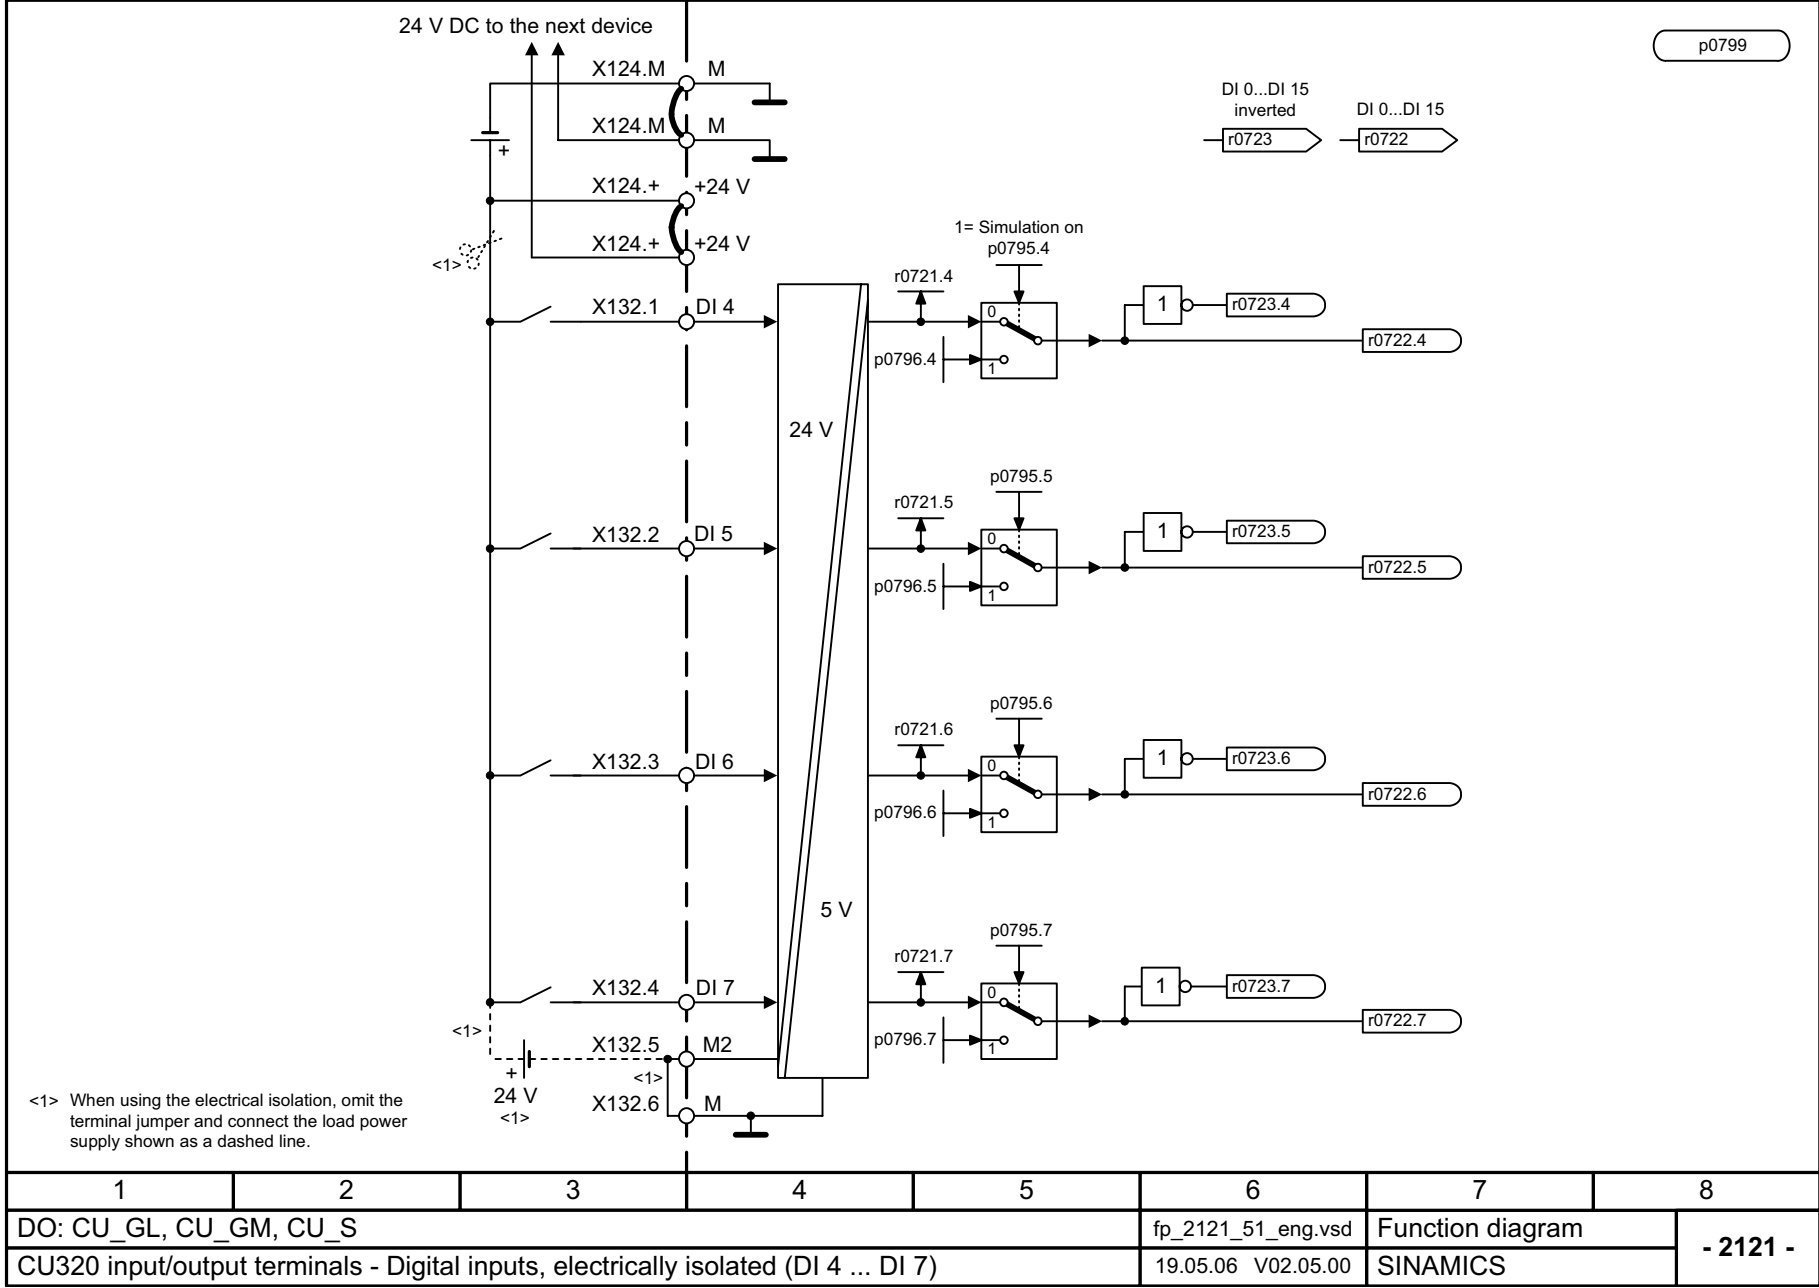 24 V DC to the next device
p0799
X124.M M
DI 0...DI 15
inverted
DI 0...DI 15
X124.M M
r0723
r0722
+
X124.+ +24 V
1= Simulation on
p0795.4
X124.+ +24 V
<1>
r0721.4
X132.1 DI 4
0
1
r0723.4
r0722.4
p0796.4
1
24 V
p0795.5
r0721.5
X132.2 DI 5
0
1
r0723.5
r0722.5
p0796.5
1
p0795.6
r0721.6
X132.3 DI 6
0
1
r0723.6
r0722.6
p0796.6
1
5 V
p0795.7
r0721.7
X132.4 DI 7
0
1
r0723.7
r0722.7
p0796.7
1
<1>
X132.5 M2
+
24 V
<1>
<1>
X132.6 M
<1> When using the electrical isolation, omit the
terminal jumper and connect the load power
supply shown as a dashed line.
1 2 3 4 5 6 7 8
DO: CU_GL, CU_GM, CU_S
fp_2121_51_eng.vsd
Function diagram
- 2121 -
CU320 input/output terminals - Digital inputs, electrically isolated (DI 4 ... DI 7)
19.05.06 V02.05.00
SINAMICS